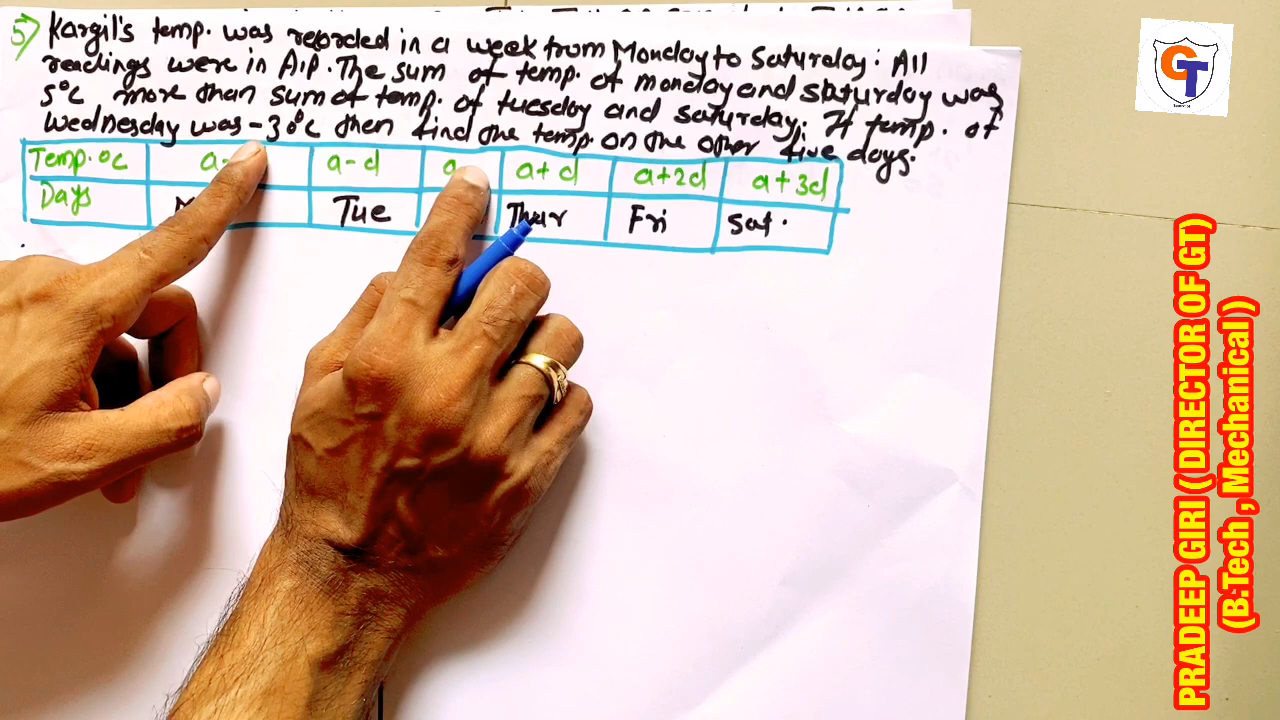 5) Kargil's temp. was recorded in a week from Monday to Saturday. All
readings were in A.P. The sum of temp. of monday and saturday was
5°C more than sum of temp. of tuesday and saturday. If temp. of
wednesday was -30°C then find the temp. on the other five days.
Temp. °C a- a-d a a+d a+2d a+3d
Days M Tue Thur Fri Sat.
GT
PRADEEP GIRI (( DIRECTOR OF GT)
(B.Tech , Mechanical )